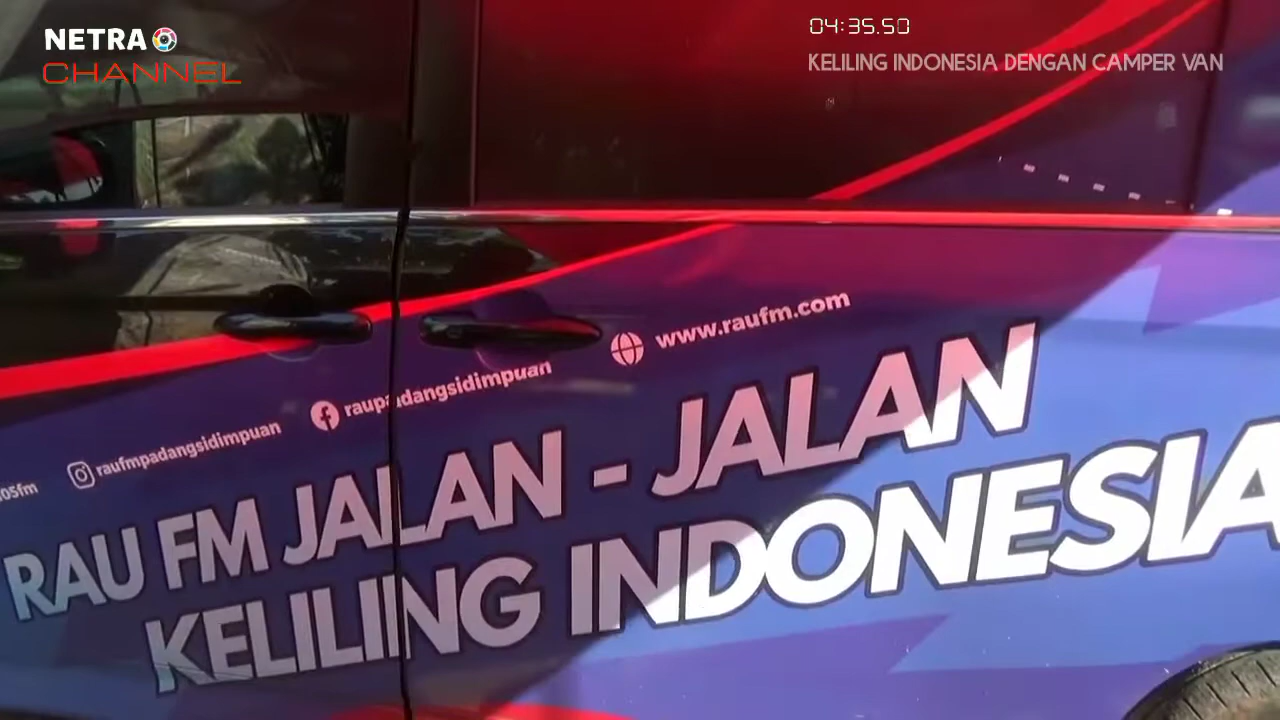 NETRA
CHANNEL
04:35.50
KELILING INDONESIA DENGAN CAMPER VAN
www.raufm.com
raupadangsidimpuan
raufmpadangsidimpuan
05fm
RAU FM JALAN - JALAN
KELILING INDONESIA